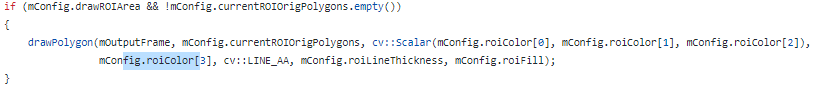 if (mConfig.drawROIArea && !mConfig.currentROIOrigPolygons.empty())
{
drawPolygon(mOutputFrame, mConfig.currentROIOrigPolygons, cv::Scalar(mConfig.roiColor[0], mConfig.roiColor[1], mConfig.roiColor[2]),
mConfig.roiColor[3], cv::LINE_AA, mConfig.roiLineThickness, mConfig.roiFill);
}